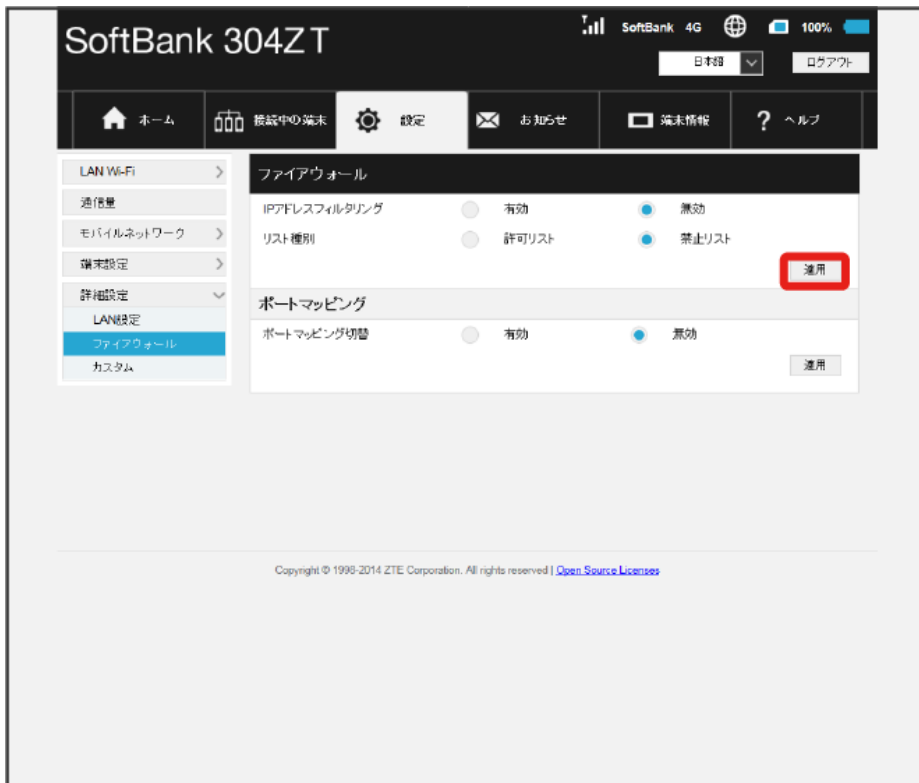 SoftBank 304ZT
SoftBank 4G 100%
日本語 ログアウト
ホーム 接続中の端末 設定 お知らせ 端末情報 ? ヘルプ
LAN Wi-Fi
通信量
モバイルネットワーク
端末設定
詳細設定
LAN設定
ファイアウォール
カスタム
ファイアウォール
IPアドレスフィルタリング 有効 無効
リスト種別 許可リスト 禁止リスト
適用
ポートマッピング
ポートマッピング切替 有効 無効
適用
Copyright © 1998-2014 ZTE Corporation. All rights reserved | Open Source Licenses